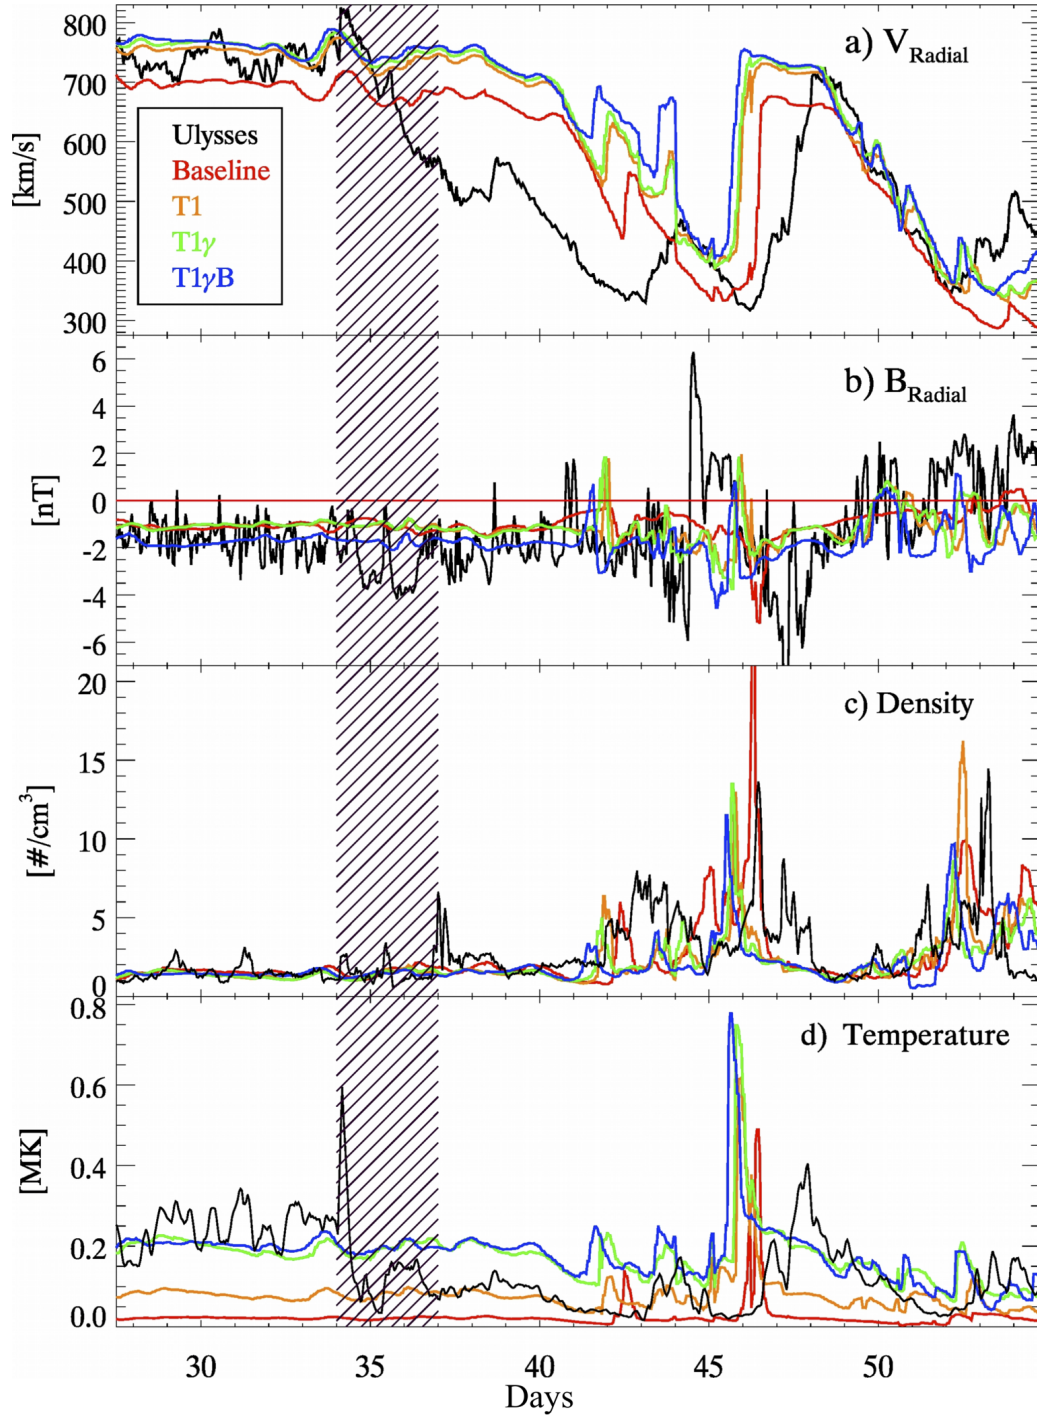 a) V_Radial
800
700
600
500
400
300
[km/s]
Ulysses
Baseline
T1
T1γ
T1γB
b) B_Radial
6
4
2
0
-2
-4
-6
[nT]
c) Density
20
15
10
5
0
[#/cm³]
d) Temperature
0.8
0.6
0.4
0.2
0.0
[MK]
30 35 40 45 50
Days